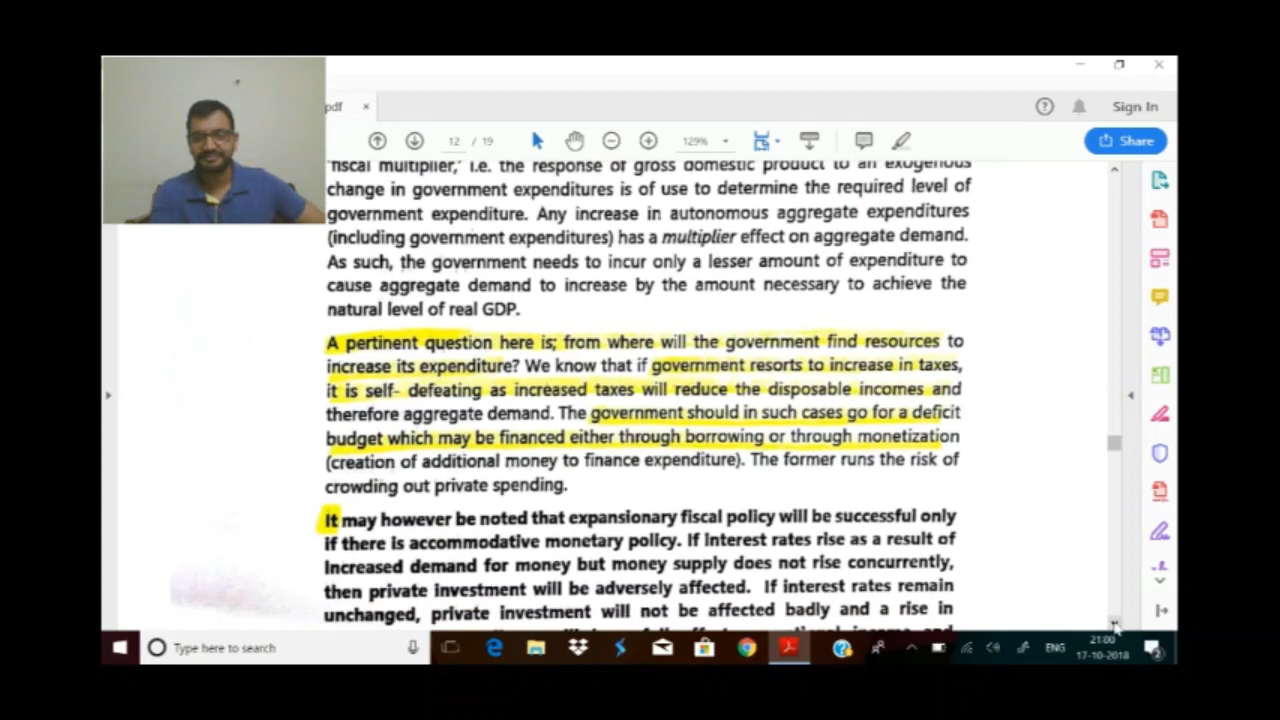 pdf
Sign In
12 / 19
129%
Share
'fiscal multiplier,' i.e. the response of gross domestic product to an exogenous
change in government expenditures is of use to determine the required level of
government expenditure. Any increase in autonomous aggregate expenditures
(including government expenditures) has a multiplier effect on aggregate demand.
As such, the government needs to incur only a lesser amount of expenditure to
cause aggregate demand to increase by the amount necessary to achieve the
natural level of real GDP.
A pertinent question here is; from where will the government find resources to
increase its expenditure? We know that if government resorts to increase in taxes,
it is self- defeating as increased taxes will reduce the disposable incomes and
therefore aggregate demand. The government should in such cases go for a deficit
budget which may be financed either through borrowing or through monetization
(creation of additional money to finance expenditure). The former runs the risk of
crowding out private spending.
It may however be noted that expansionary fiscal policy will be successful only
if there is accommodative monetary policy. If interest rates rise as a result of
increased demand for money but money supply does not rise concurrently,
then private investment will be adversely affected. If interest rates remain
unchanged, private investment will not be affected badly and a rise in
Type here to search
ENG
21:00
17-10-2018